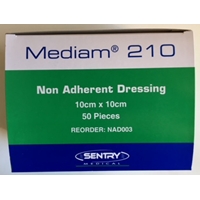 Mediam® 210
Non Adherent Dressing
10cm x 10cm
50 Pieces
REORDER: NAD003
SENTRY
MEDICAL